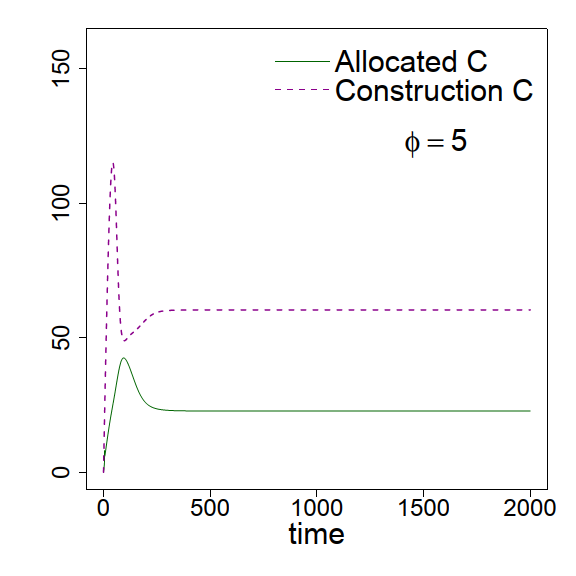 Allocated C
Construction C
ϕ = 5
150
100
50
0
0 500 1000 1500 2000
time